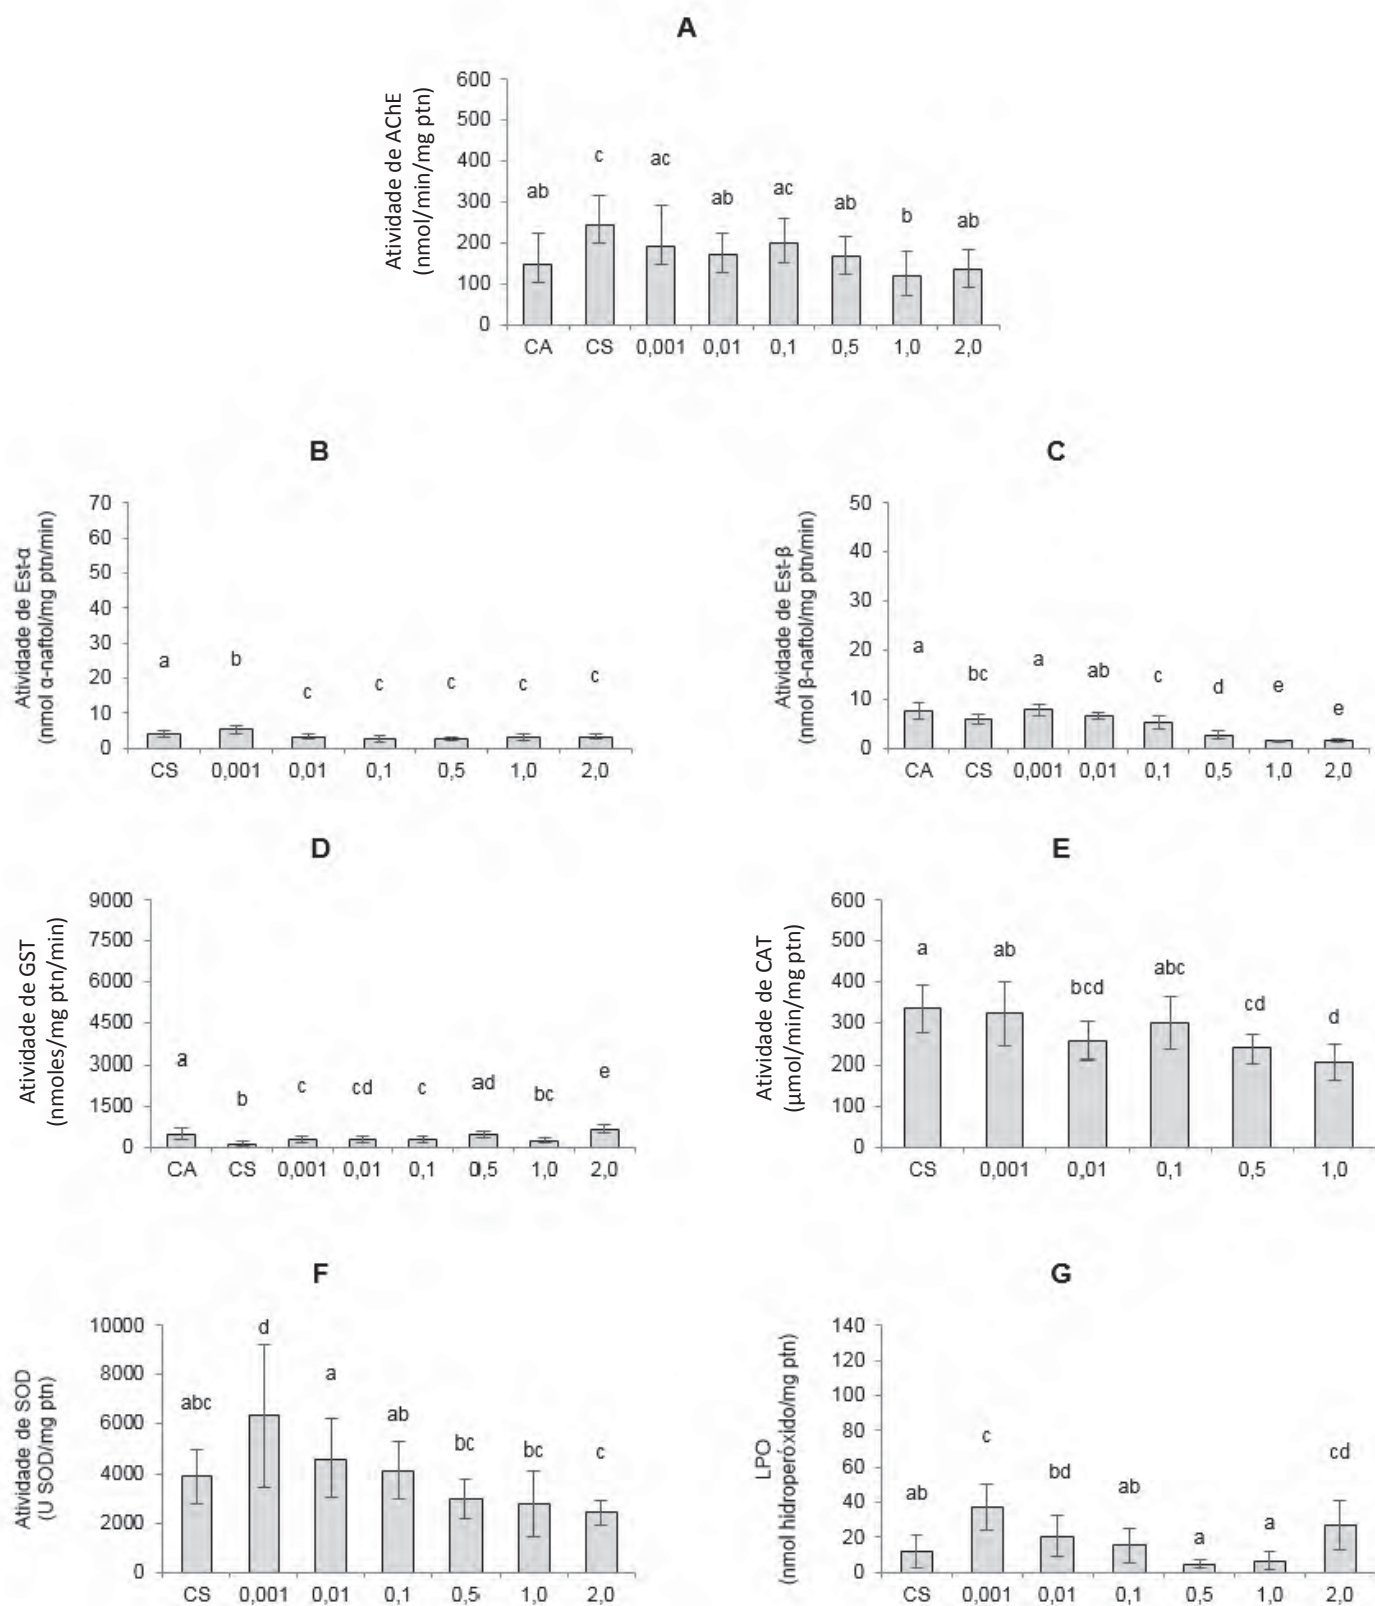 A
Atividade de AChE
(nmol/min/mg ptn)
600
500
400
300
200
100
0
ab
c
ac
ab
ac
ab
b
ab
CA CS 0,001 0,01 0,1 0,5 1,0 2,0
B
Atividade de Est-α
(nmol α-naftol/mg ptn/min)
70
60
50
40
30
20
10
0
a
b
c
c
c
c
c
CS 0,001 0,01 0,1 0,5 1,0 2,0
C
Atividade de Est-β
(nmol β-naftol/mg ptn/min)
50
40
30
20
10
0
a
bc
a
ab
c
d
e
e
CA CS 0,001 0,01 0,1 0,5 1,0 2,0
D
Atividade de GST
(nmoles/mg ptn/min)
9000
7500
6000
4500
3000
1500
0
a
b
c
cd
c
ad
bc
e
CA CS 0,001 0,01 0,1 0,5 1,0 2,0
E
Atividade de CAT
(µmol/min/mg ptn)
600
500
400
300
200
100
0
a
ab
bcd
abc
cd
d
CS 0,001 0,01 0,1 0,5 1,0
F
Atividade de SOD
(U SOD/mg ptn)
10000
8000
6000
4000
2000
0
abc
d
a
ab
bc
bc
c
CS 0,001 0,01 0,1 0,5 1,0 2,0
G
LPO
(nmol hidroperóxido/mg ptn)
140
120
100
80
60
40
20
0
ab
c
bd
ab
a
a
cd
CS 0,001 0,01 0,1 0,5 1,0 2,0